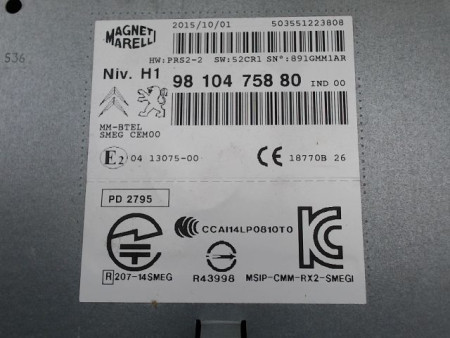 MAGNETI MARELLI
2015/10/01 503551223808
536
HW:PRS2-2 SW:52CR1 SN°:891GMM1AR
Niv. H1
98 104 758 80 IND 00
MM-BTEL
SMEG CEM00
E2 04 13075-00 CE 18770B 26
PD 2795
CCAI14LP0810T0
R 207-14SMEG R43998 MSIP-CMM-RX2-SMEGI